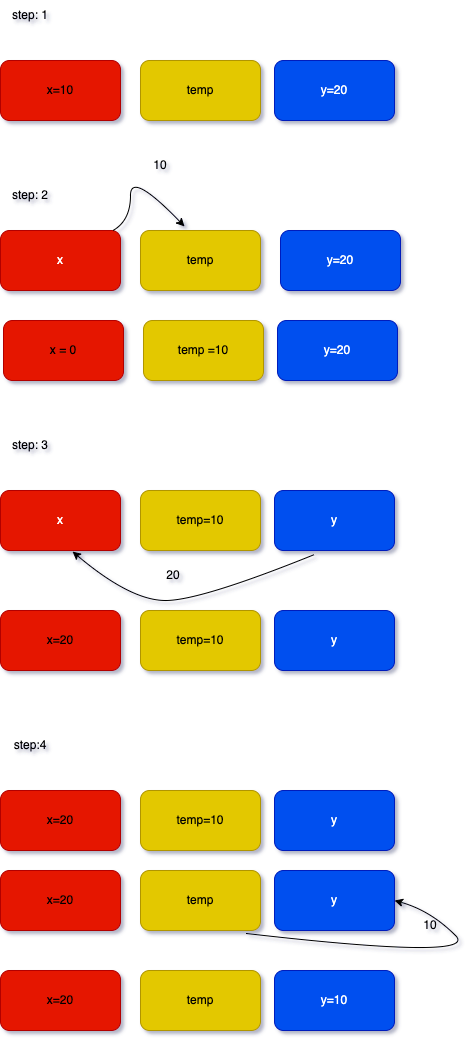 step: 1
x=10
temp
y=20
10
step: 2
x
temp
y=20
x = 0
temp =10
y=20
step: 3
x
temp=10
y
20
x=20
temp=10
y
step:4
x=20
temp=10
y
x=20
temp
y
10
x=20
temp
y=10